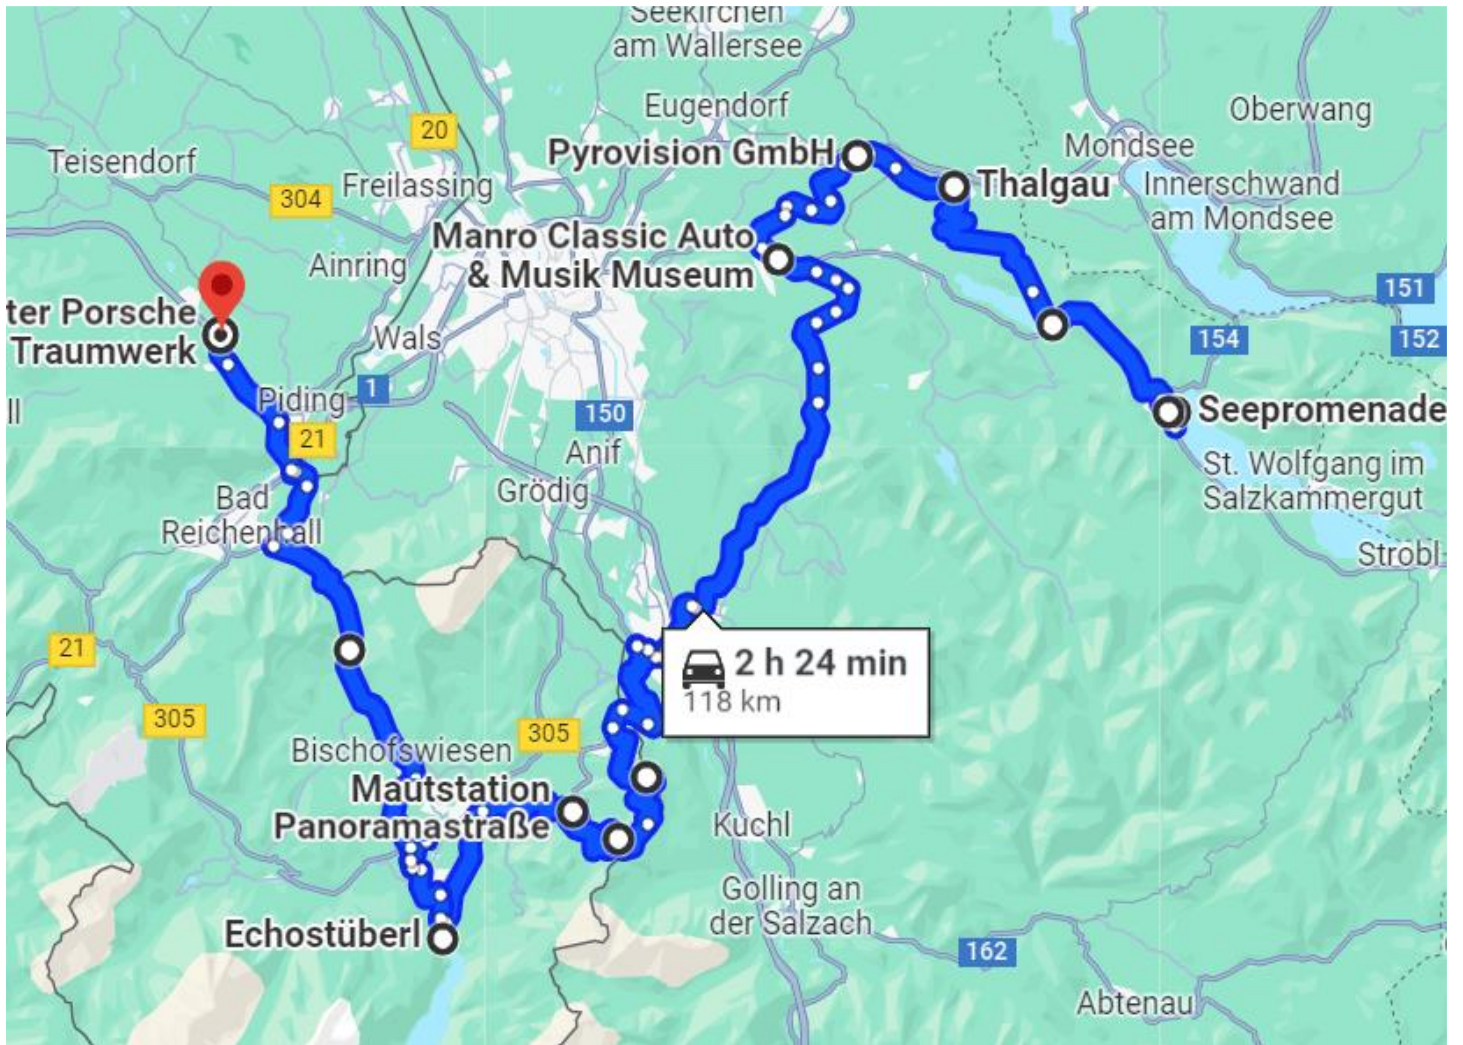 Seekirchen
am Wallersee
Eugendorf
Oberwang
20
Mondsee
Teisendorf
Pyrovision GmbH
Freilassing
304
Thalgau
Innerschwand
am Mondsee
Manro Classic Auto
& Musik Museum
Ainring
151
ter Porsche
Traumwerk
Wals
154
152
Piding
1
ll
150
Seepromenade
21
Anif
St. Wolfgang im
Salzkammergut
Grödig
Bad
Reichenhall
Strobl
21
2 h 24 min
118 km
305
305
Bischofswiesen
Mautstation
Panoramastraße
Kuchl
Golling an
der Salzach
Echostüberl
162
Abtenau